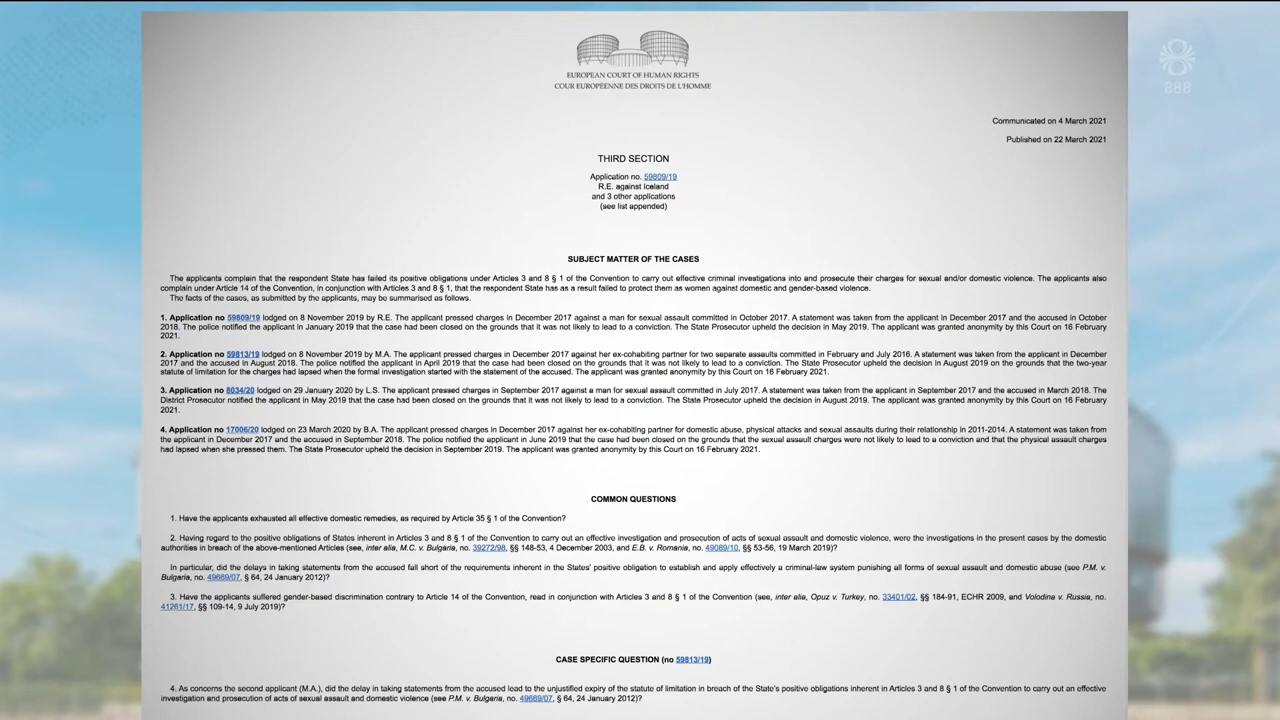 EUROPEAN COURT OF HUMAN RIGHTS
COUR EUROPÉENNE DES DROITS DE L'HOMME
888
Communicated on 4 March 2021
Published on 22 March 2021
THIRD SECTION
Application no. 59809/19
R.E. against Iceland
and 3 other applications
(see list appended)
SUBJECT MATTER OF THE CASES
The applicants complain that the respondent State has failed its positive obligations under Articles 3 and 8 § 1 of the Convention to carry out effective criminal investigations into and prosecute their charges for sexual and/or domestic violence. The applicants also
complain under Article 14 of the Convention, in conjunction with Articles 3 and 8 § 1, that the respondent State has as a result failed to protect them as women against domestic and gender-based violence.
The facts of the cases, as submitted by the applicants, may be summarised as follows.
1. Application no 59809/19 lodged on 8 November 2019 by R.E. The applicant pressed charges in December 2017 against a man for sexual assault committed in October 2017. A statement was taken from the applicant in December 2017 and the accused in October
2018. The police notified the applicant in January 2019 that the case had been closed on the grounds that it was not likely to lead to a conviction. The State Prosecutor upheld the decision in May 2019. The applicant was granted anonymity by this Court on 16 February
2021.
2. Application no 59813/19 lodged on 8 November 2019 by M.A. The applicant pressed charges in December 2017 against her ex-cohabiting partner for two separate assaults committed in February and July 2016. A statement was taken from the applicant in December
2017 and the accused in August 2018. The police notified the applicant in April 2019 that the case had been closed on the grounds that it was not likely to lead to a conviction. The State Prosecutor upheld the decision in August 2019 on the grounds that the two-year
statute of limitation for the charges had lapsed when the formal investigation started with the statement of the accused. The applicant was granted anonymity by this Court on 16 February 2021.
3. Application no 8034/20 lodged on 29 January 2020 by L.S. The applicant pressed charges in September 2017 against a man for sexual assault committed in July 2017. A statement was taken from the applicant in September 2017 and the accused in March 2018. The
District Prosecutor notified the applicant in May 2019 that the case had been closed on the grounds that it was not likely to lead to a conviction. The State Prosecutor upheld the decision in August 2019. The applicant was granted anonymity by this Court on 16 February
2021.
4. Application no 17006/20 lodged on 23 March 2020 by B.A. The applicant pressed charges in December 2017 against her ex-cohabiting partner for domestic abuse, physical attacks and sexual assaults during their relationship in 2011-2014. A statement was taken from
the applicant in December 2017 and the accused in September 2018. The police notified the applicant in June 2019 that the case had been closed on the grounds that the sexual assault charges were not likely to lead to a conviction and that the physical assault charges
had lapsed when she pressed them. The State Prosecutor upheld the decision in September 2019. The applicant was granted anonymity by this Court on 16 February 2021.
COMMON QUESTIONS
1. Have the applicants exhausted all effective domestic remedies, as required by Article 35 § 1 of the Convention?
2. Having regard to the positive obligations of States inherent in Articles 3 and 8 § 1 of the Convention to carry out an effective investigation and prosecution of acts of sexual assault and domestic violence, were the investigations in the present cases by the domestic
authorities in breach of the above-mentioned Articles (see, inter alia, M.C. v. Bulgaria, no. 39272/98, §§ 148-53, 4 December 2003, and E.B. v. Romania, no. 49089/10, §§ 53-56, 19 March 2019)?
In particular, did the delays in taking statements from the accused fall short of the requirements inherent in the States' positive obligation to establish and apply effectively a criminal-law system punishing all forms of sexual assault and domestic abuse (see P.M. v.
Bulgaria, no. 49669/07, § 64, 24 January 2012)?
3. Have the applicants suffered gender-based discrimination contrary to Article 14 of the Convention, read in conjunction with Articles 3 and 8 § 1 of the Convention (see, inter alia, Opuz v. Turkey, no. 33401/02, §§ 184-91, ECHR 2009, and Volodina v. Russia, no.
41261/17, §§ 109-14, 9 July 2019)?
CASE SPECIFIC QUESTION (no 59813/19)
4. As concerns the second applicant (M.A.), did the delay in taking statements from the accused lead to the unjustified expiry of the statute of limitation in breach of the State's positive obligations inherent in Articles 3 and 8 § 1 of the Convention to carry out an effective
investigation and prosecution of acts of sexual assault and domestic violence (see P.M. v. Bulgaria, no. 49669/07, § 64, 24 January 2012)?